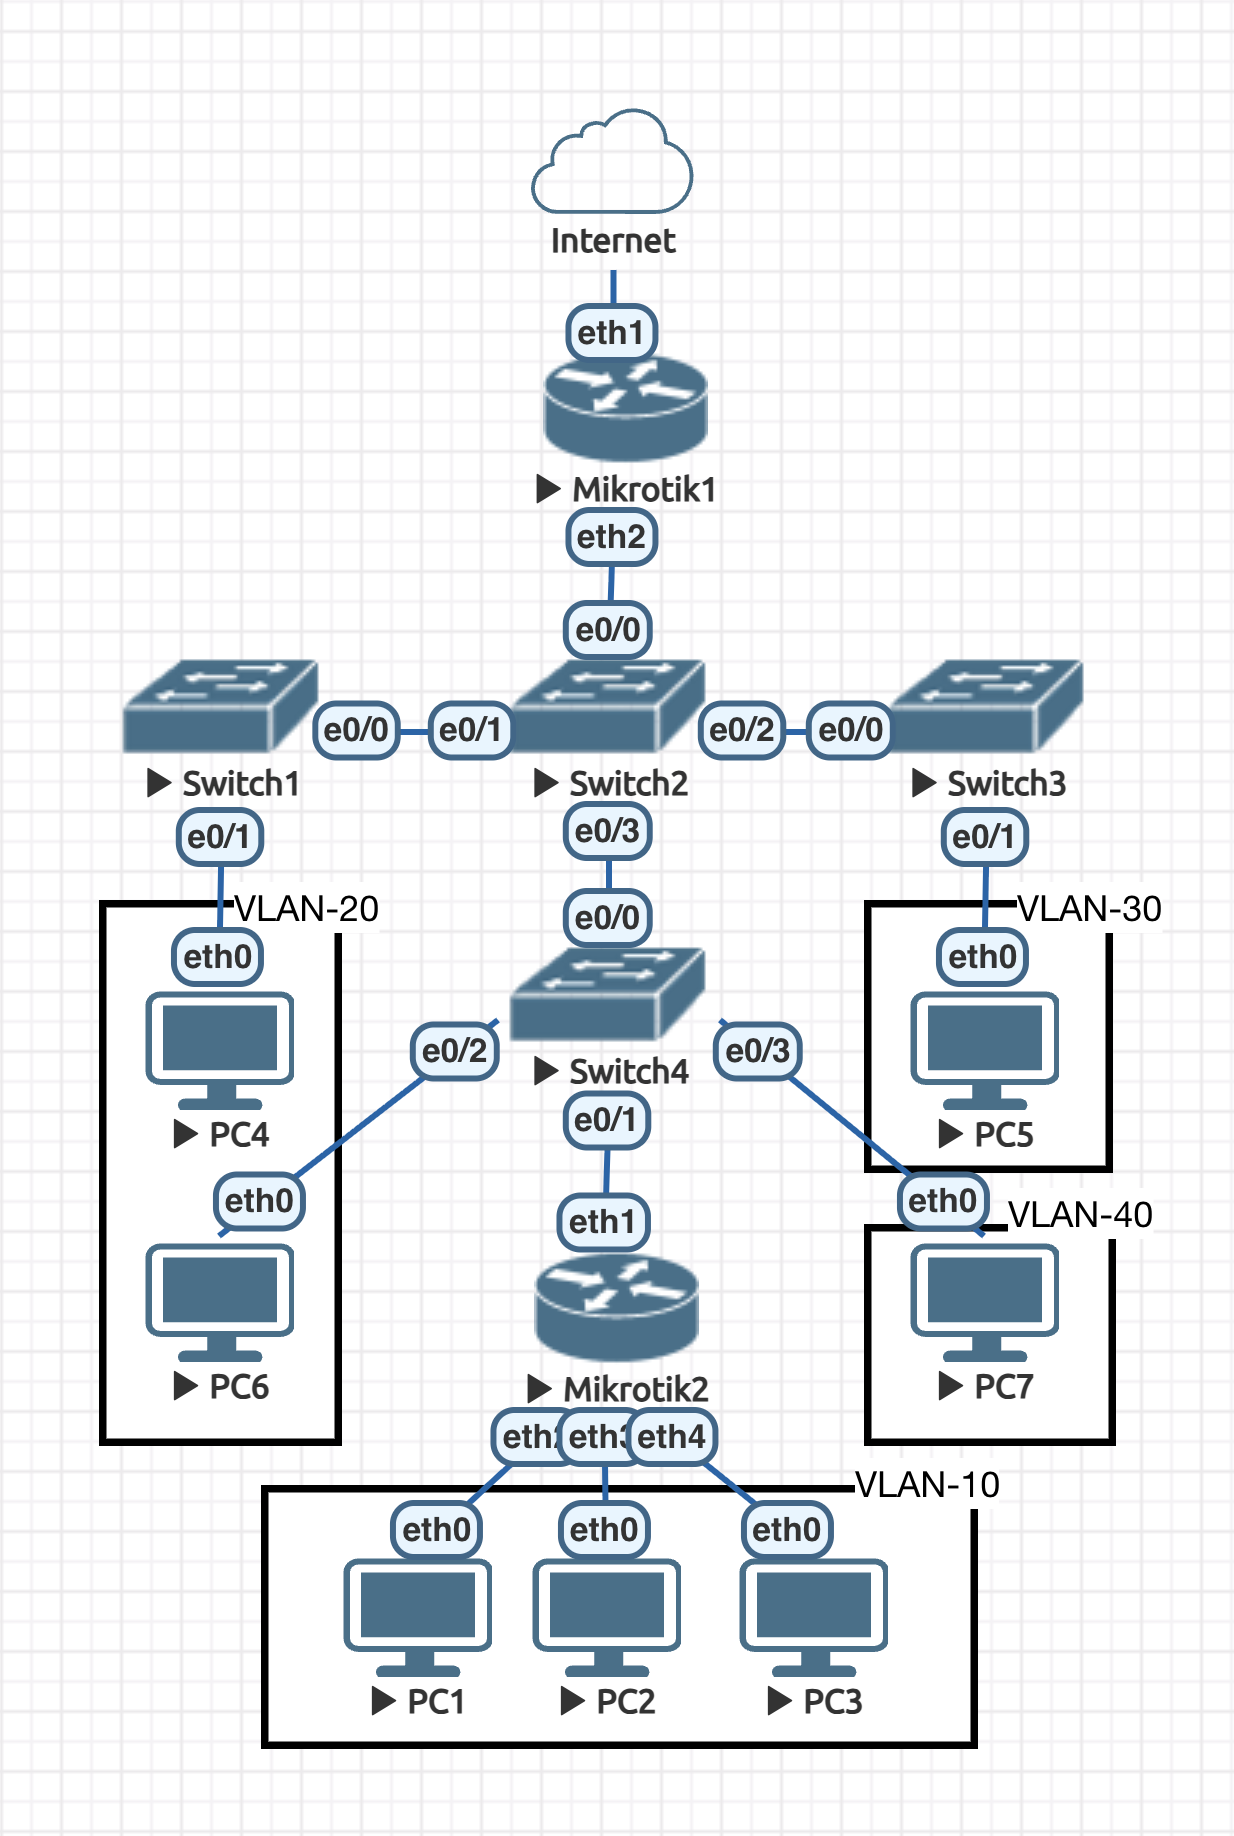 Internet
eth1
Mikrotik1
eth2
e0/0
e0/0
e0/1
e0/2
e0/0
Switch1
Switch2
Switch3
e0/1
e0/3
e0/1
VLAN-20
e0/0
VLAN-30
eth0
eth0
e0/2
e0/3
Switch4
PC4
e0/1
PC5
eth0
eth1
eth0
VLAN-40
PC6
Mikrotik2
PC7
eth2
eth3
eth4
VLAN-10
eth0
eth0
eth0
PC1
PC2
PC3